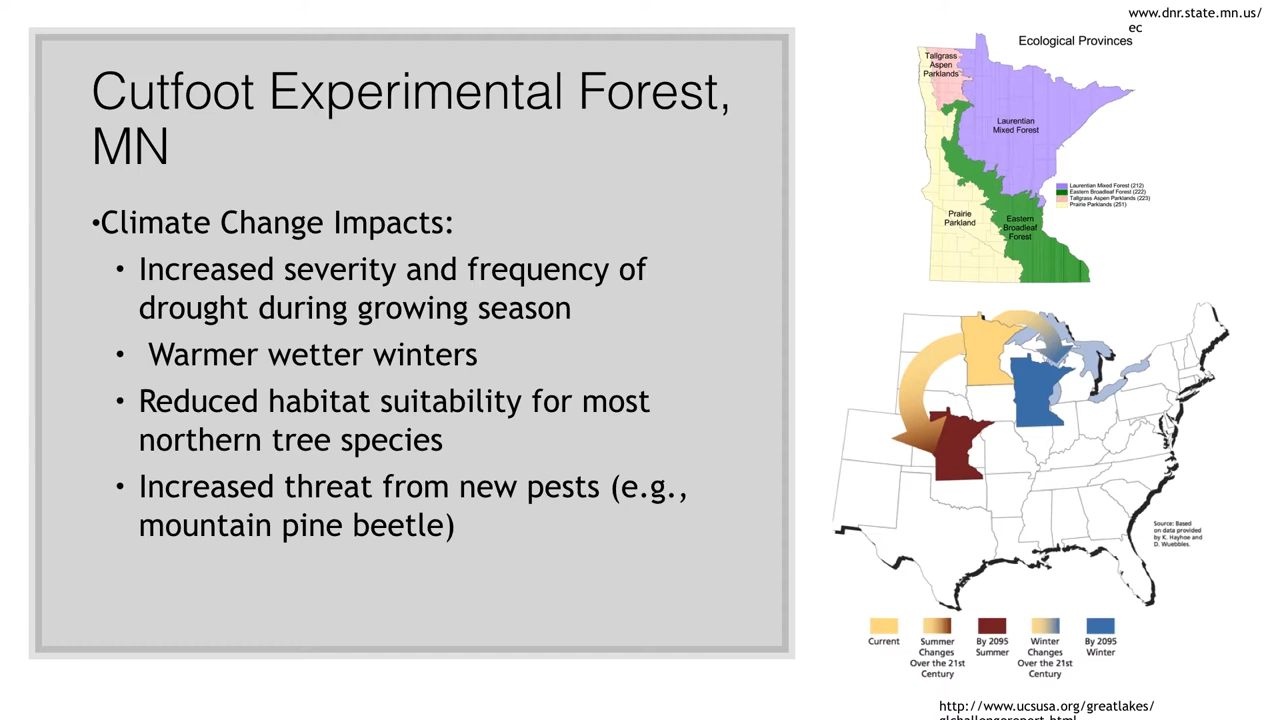 www.dnr.state.mn.us/
ec
Ecological Provinces
Tallgrass
Aspen
Parklands
Laurentian
Mixed Forest
Laurentian Mixed Forest (212)
Eastern Broadleaf Forest (222)
Tallgrass Aspen Parklands (223)
Prairie Parklands (251)
Prairie
Parkland
Eastern
Broadleaf
Forest
Cutfoot Experimental Forest,
MN
•Climate Change Impacts:
• Increased severity and frequency of
drought during growing season
• Warmer wetter winters
• Reduced habitat suitability for most
northern tree species
• Increased threat from new pests (e.g.,
mountain pine beetle)
Source: Based
on data provided
by K. Hayhoe and
D. Wuebbles.
Current
Summer
Changes
Over the 21st
Century
By 2095
Summer
Winter
Changes
Over the 21st
Century
By 2095
Winter
http://www.ucsusa.org/greatlakes/